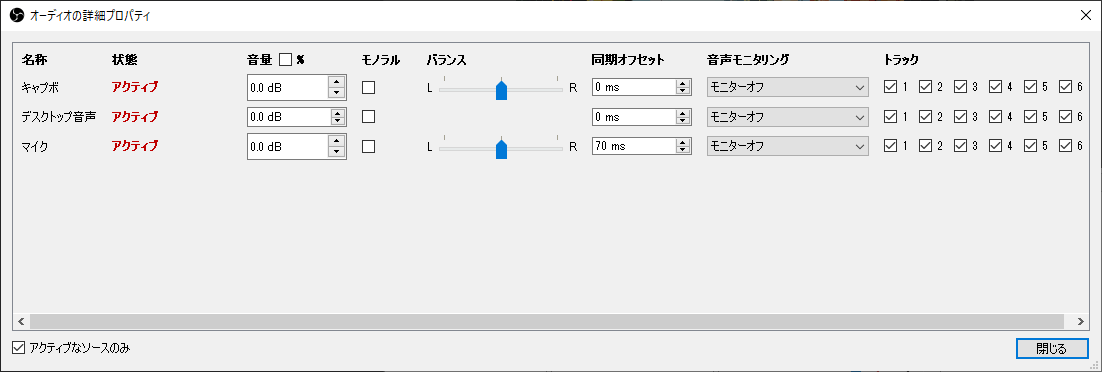 オーディオの詳細プロパティ
名称 状態 音量 % モノラル バランス 同期オフセット 音声モニタリング トラック
キャプボ アクティブ 0.0 dB L R 0 ms モニターオフ 1 2 3 4 5 6
デスクトップ音声 アクティブ 0.0 dB 0 ms モニターオフ 1 2 3 4 5 6
マイク アクティブ 0.0 dB L R 70 ms モニターオフ 1 2 3 4 5 6
アクティブなソースのみ 閉じる